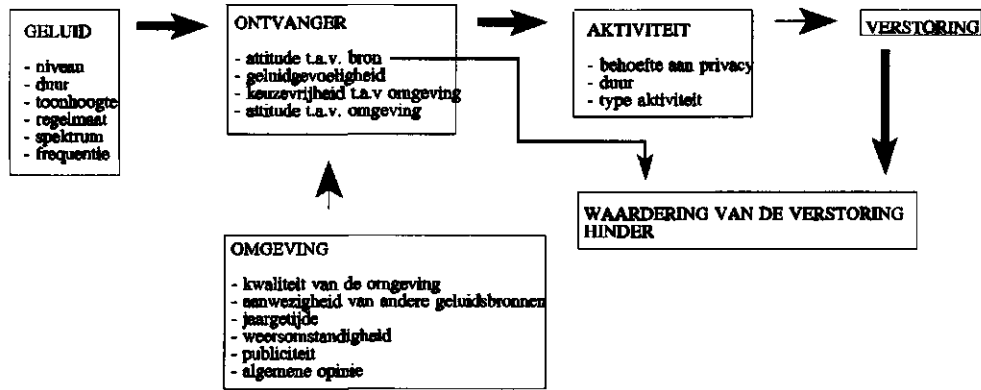 GELUID
- niveau
- duur
- toonhoogte
- regelmaat
- spektrum
- frequentie
ONTVANGER
- attitude t.a.v. bron
- geluidgevoeligheid
- keuzevrijheid t.a.v omgeving
- attitude t.a.v. omgeving
AKTIVITEIT
- behoefte aan privacy
- duur
- type aktiviteit
VERSTORING
WAARDERING VAN DE VERSTORING
HINDER
OMGEVING
- kwaliteit van de omgeving
- aanwezigheid van andere geluidsbronnen
- jaargetijde
- weersomstandigheid
- publiciteit
- algemene opinie